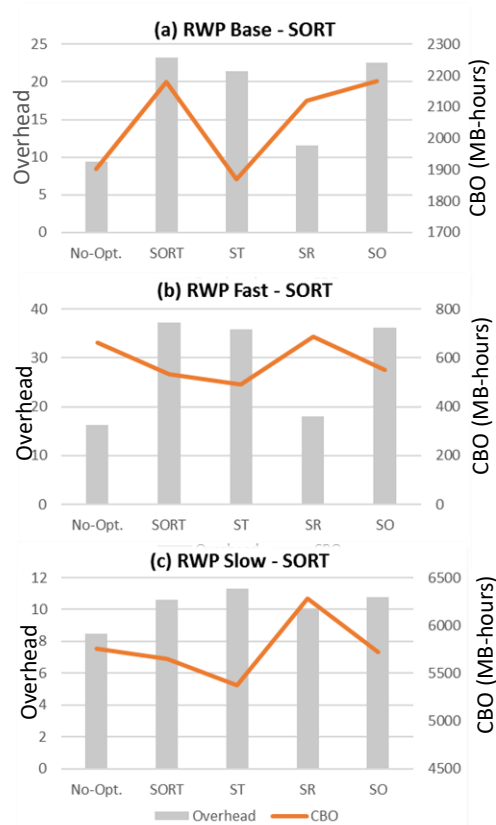 (a) RWP Base - SORT
25
20
15
10
5
0
Overhead
2300
2200
2100
2000
1900
1800
1700
CBO (MB-hours)
No-Opt. SORT ST SR SO
(b) RWP Fast - SORT
40
30
20
10
0
Overhead
800
600
400
200
0
CBO (MB-hours)
No-Opt. SORT ST SR SO
(c) RWP Slow - SORT
12
10
8
6
4
2
0
Overhead
6500
6000
5500
5000
4500
CBO (MB-hours)
No-Opt. SORT ST SR SO
Overhead CBO